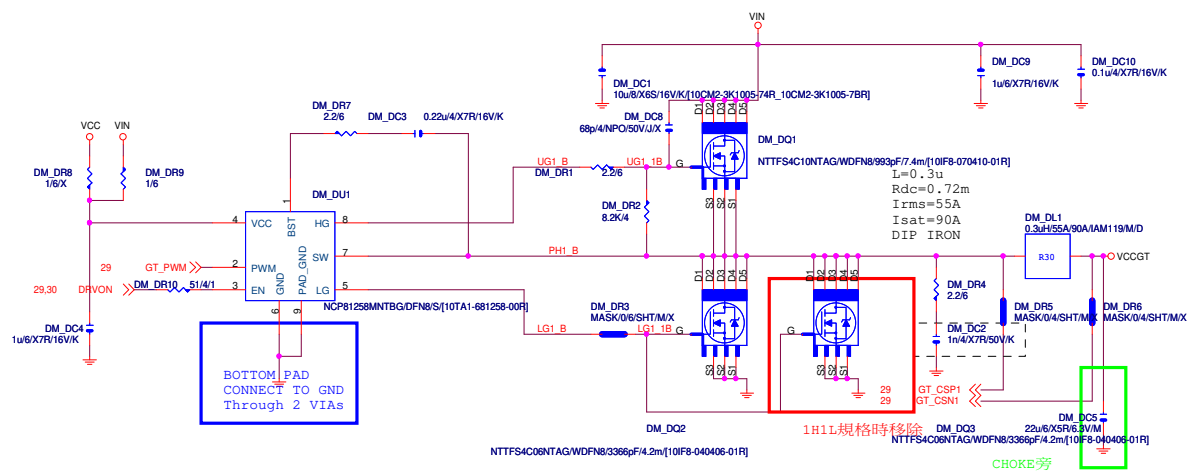 VIN
DM_DC1
10u/8/X6S/16V/K/[10CM2-3K1005-74R_10CM2-3K1005-7BR]
DM_DC9
1u/6/X7R/16V/K
DM_DC10
0.1u/4/X7R/16V/K
DM_DR7
2.2/6
DM_DC3
0.22u/4/X7R/16V/K
DM_DC8
68p/4/NPO/50V/J/X
D1
D2
D3
D4
D5
G
S3
S2
S1
DM_DQ1
NTTFS4C10NTAG/WDFN8/993pF/7.4m/[10IF8-070410-01R]
L=0.3u
Rdc=0.72m
Irms=55A
Isat=90A
DIP IRON
VCC
VIN
DM_DR8
1/6/X
DM_DR9
1/6
DM_DU1
UG1_B
DM_DR1
2.2/6
UG1_1B
DM_DR2
8.2K/4
4
VCC
1
BST
HG
8
SW
7
PH1_B
2
PWM
3
EN
GND
PAD_GND
LG
5
6
9
29
GT_PWM
29,30
DRVON
DM_DR10
51/4/1
NCP81258MNTBG/DFN8/S/[10TA1-681258-00R]
DM_DC4
1u/6/X7R/16V/K
BOTTOM PAD
CONNECT TO GND
Through 2 VIAs
LG1_B
DM_DR3
MASK/0/6/SHT/M/X
LG1_1B
D1
D2
D3
D4
D5
G
S3
S2
S1
D1
D2
D3
D4
D5
G
S3
S2
S1
DM_DL1
0.3uH/55A/90A/IAM119/M/D
R30
VCCGT
DM_DR4
2.2/6
DM_DC2
1n/4/X7R/50V/K
DM_DR5
MASK/0/4/SHT/M/X
DM_DR6
MASK/0/4/SHT/M/X
29
GT_CSP1
29
GT_CSN1
DM_DC5
22u/6/X5R/6.3V/M
1H1L規格時移除
DM_DQ2
NTTFS4C06NTAG/WDFN8/3366pF/4.2m/[10IF8-040406-01R]
DM_DQ3
NTTFS4C06NTAG/WDFN8/3366pF/4.2m/[10IF8-040406-01R]
CHOKE旁